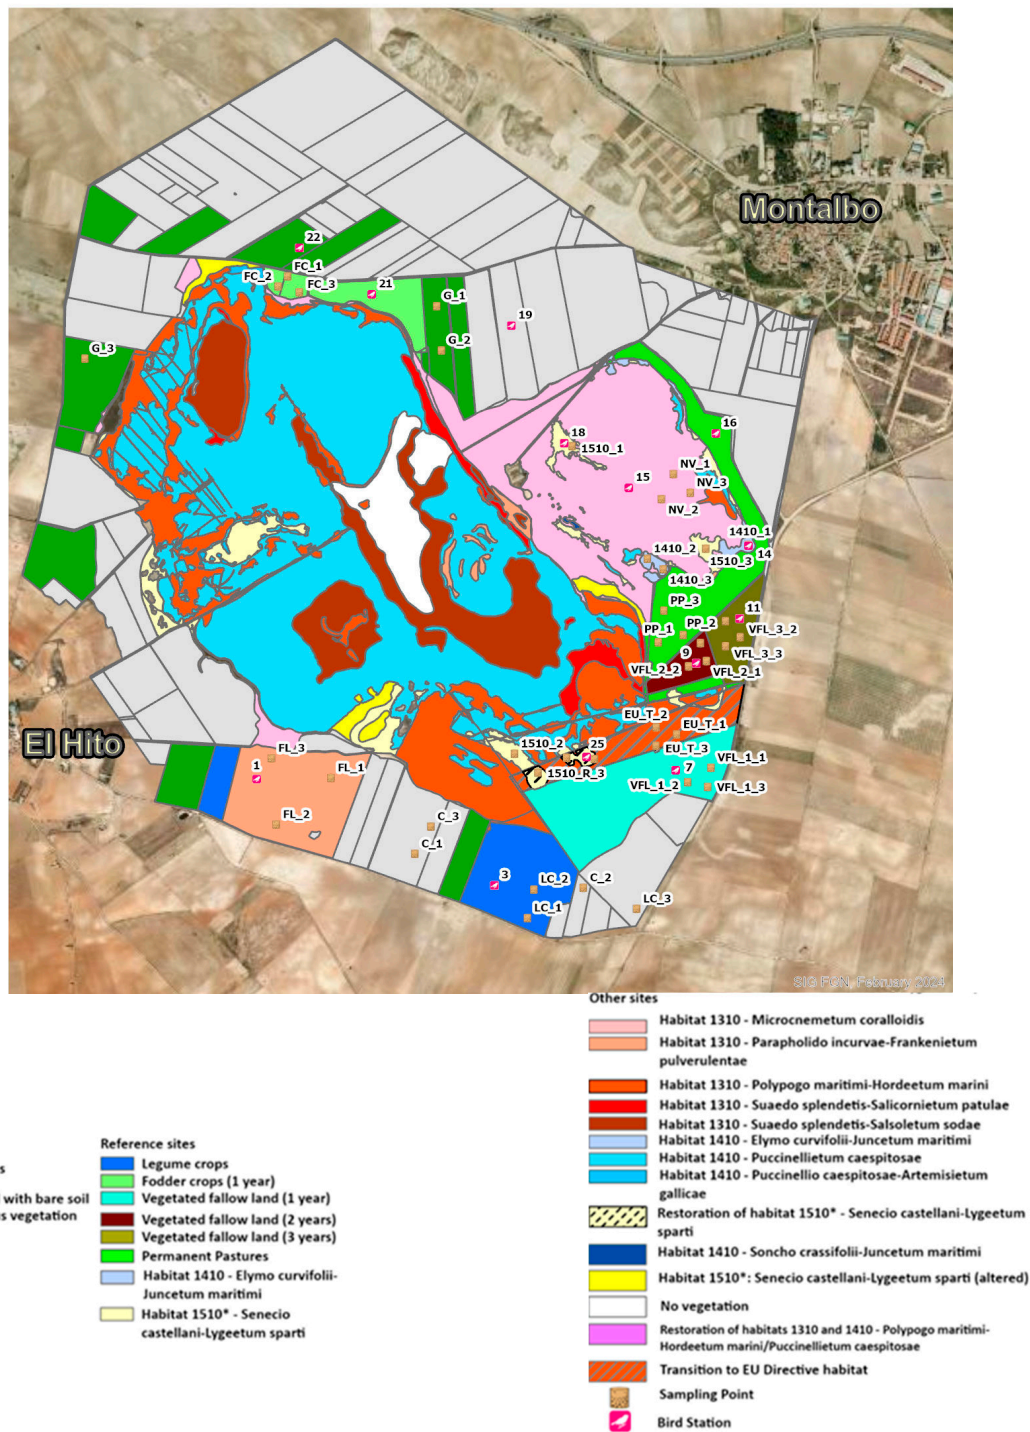 Montalbo
22
FC_1
FC_2
FC_3
21
G_1
19
G_2
G_3
16
18
1510_1
NV_1
15
NV_3
NV_2
1410_1
1410_2
14
1510_3
1410_3
PP_3
11
PP_2
PP_1
VFL_3_2
9
VFL_3_3
VFL_2_2
VFL_2_1
EU_T_2
EU_T_1
El Hito
FL_3
1510_2
25
EU_T_3
VFL_1_1
1
FL_1
1510_R_3
7
VFL_1_2
VFL_1_3
FL_2
C_3
C_1
3
LC_2
C_2
LC_1
LC_3
SIO PGN, February 2024
Other sites
Habitat 1310 - Microcnemetum coralloidis
Habitat 1310 - Parapholido incurvae-Frankenietum
pulverulentae
Habitat 1310 - Polypogo maritimi-Hordeetum marini
Habitat 1310 - Suaedo splendetis-Salicornietum patulae
Habitat 1310 - Suaedo splendetis-Salsoletum sodae
Habitat 1410 - Elymo curvifolii-Juncetum maritimi
Habitat 1410 - Puccinellietum caespitosae
Habitat 1410 - Puccinellio caespitosae-Artemisietum
gallicae
Restoration of habitat 1510* - Senecio castellani-Lygeetum
sparti
Habitat 1410 - Soncho crassifolii-Juncetum maritimi
Habitat 1510*: Senecio castellani-Lygeetum sparti (altered)
No vegetation
Restoration of habitats 1310 and 1410 - Polypogo maritimi-
Hordeetum marini/Puccinellietum caespitosae
Transition to EU Directive habitat
Sampling Point
Bird Station
Reference sites
Legume crops
Fodder crops (1 year)
Vegetated fallow land (1 year)
Vegetated fallow land (2 years)
Vegetated fallow land (3 years)
Permanent Pastures
Habitat 1410 - Elymo curvifolii-
Juncetum maritimi
Habitat 1510* - Senecio
castellani-Lygeetum sparti
s
with bare soil
s vegetation